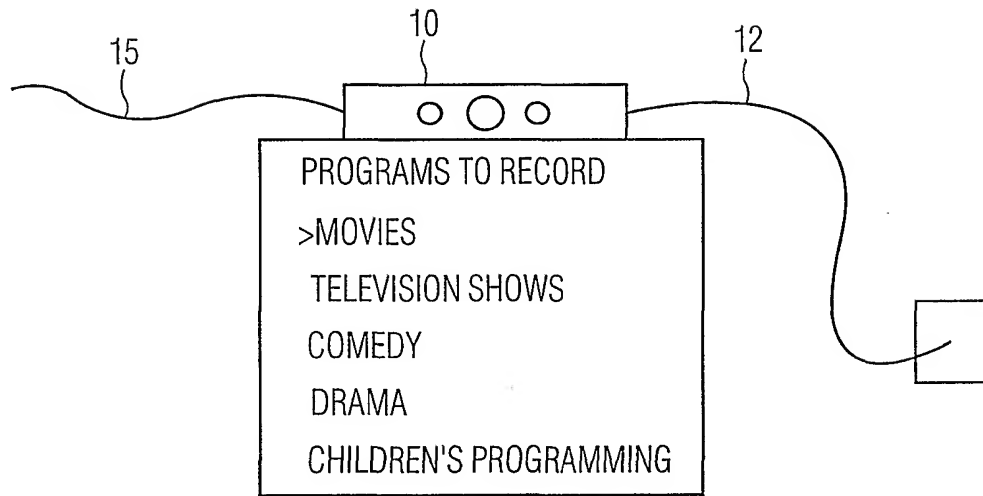 15 10 12
PROGRAMS TO RECORD
>MOVIES
TELEVISION SHOWS
COMEDY
DRAMA
CHILDREN'S PROGRAMMING